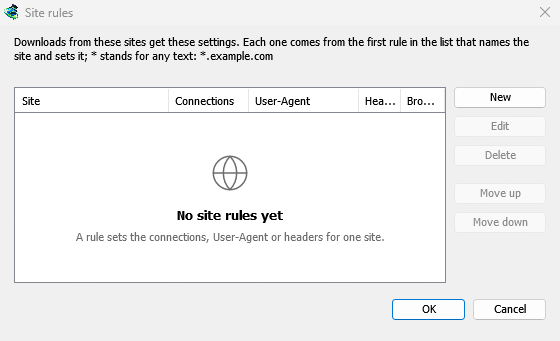 Site rules
Downloads from these sites get these settings. Each one comes from the first rule in the list that names the
site and sets it; * stands for any text: *.example.com
Site Connections User-Agent Hea... Bro...
New
Edit
Delete
Move up
Move down
No site rules yet
A rule sets the connections, User-Agent or headers for one site.
OK Cancel